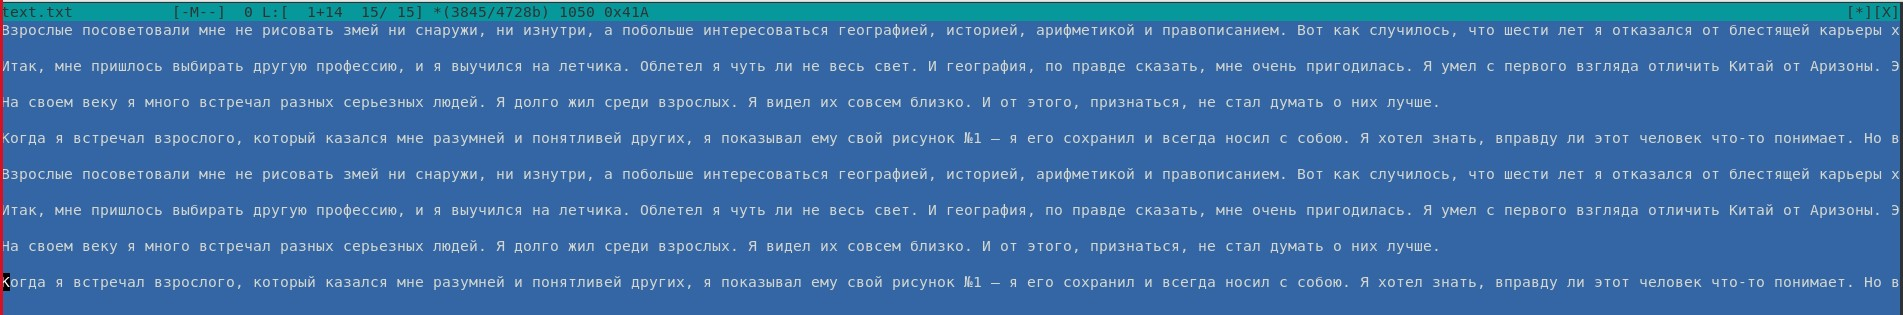 text.txt [-M--] 0 L:[ 1+14 15/ 15] *(3845/4728b) 1050 0x41A [*][X]
Взрослые посоветовали мне не рисовать змей ни снаружи, ни изнутри, а побольше интересоваться географией, историей, арифметикой и правописанием. Вот как случилось, что шести лет я отказался от блестящей карьеры х
Итак, мне пришлось выбирать другую профессию, и я выучился на летчика. Облетел я чуть ли не весь свет. И география, по правде сказать, мне очень пригодилась. Я умел с первого взгляда отличить Китай от Аризоны. Э
На своем веку я много встречал разных серьезных людей. Я долго жил среди взрослых. Я видел их совсем близко. И от этого, признаться, не стал думать о них лучше.
Когда я встречал взрослого, который казался мне разумней и понятливей других, я показывал ему свой рисунок №1 — я его сохранил и всегда носил с собою. Я хотел знать, вправду ли этот человек что-то понимает. Но в
Взрослые посоветовали мне не рисовать змей ни снаружи, ни изнутри, а побольше интересоваться географией, историей, арифметикой и правописанием. Вот как случилось, что шести лет я отказался от блестящей карьеры х
Итак, мне пришлось выбирать другую профессию, и я выучился на летчика. Облетел я чуть ли не весь свет. И география, по правде сказать, мне очень пригодилась. Я умел с первого взгляда отличить Китай от Аризоны. Э
На своем веку я много встречал разных серьезных людей. Я долго жил среди взрослых. Я видел их совсем близко. И от этого, признаться, не стал думать о них лучше.
Когда я встречал взрослого, который казался мне разумней и понятливей других, я показывал ему свой рисунок №1 — я его сохранил и всегда носил с собою. Я хотел знать, вправду ли этот человек что-то понимает. Но в